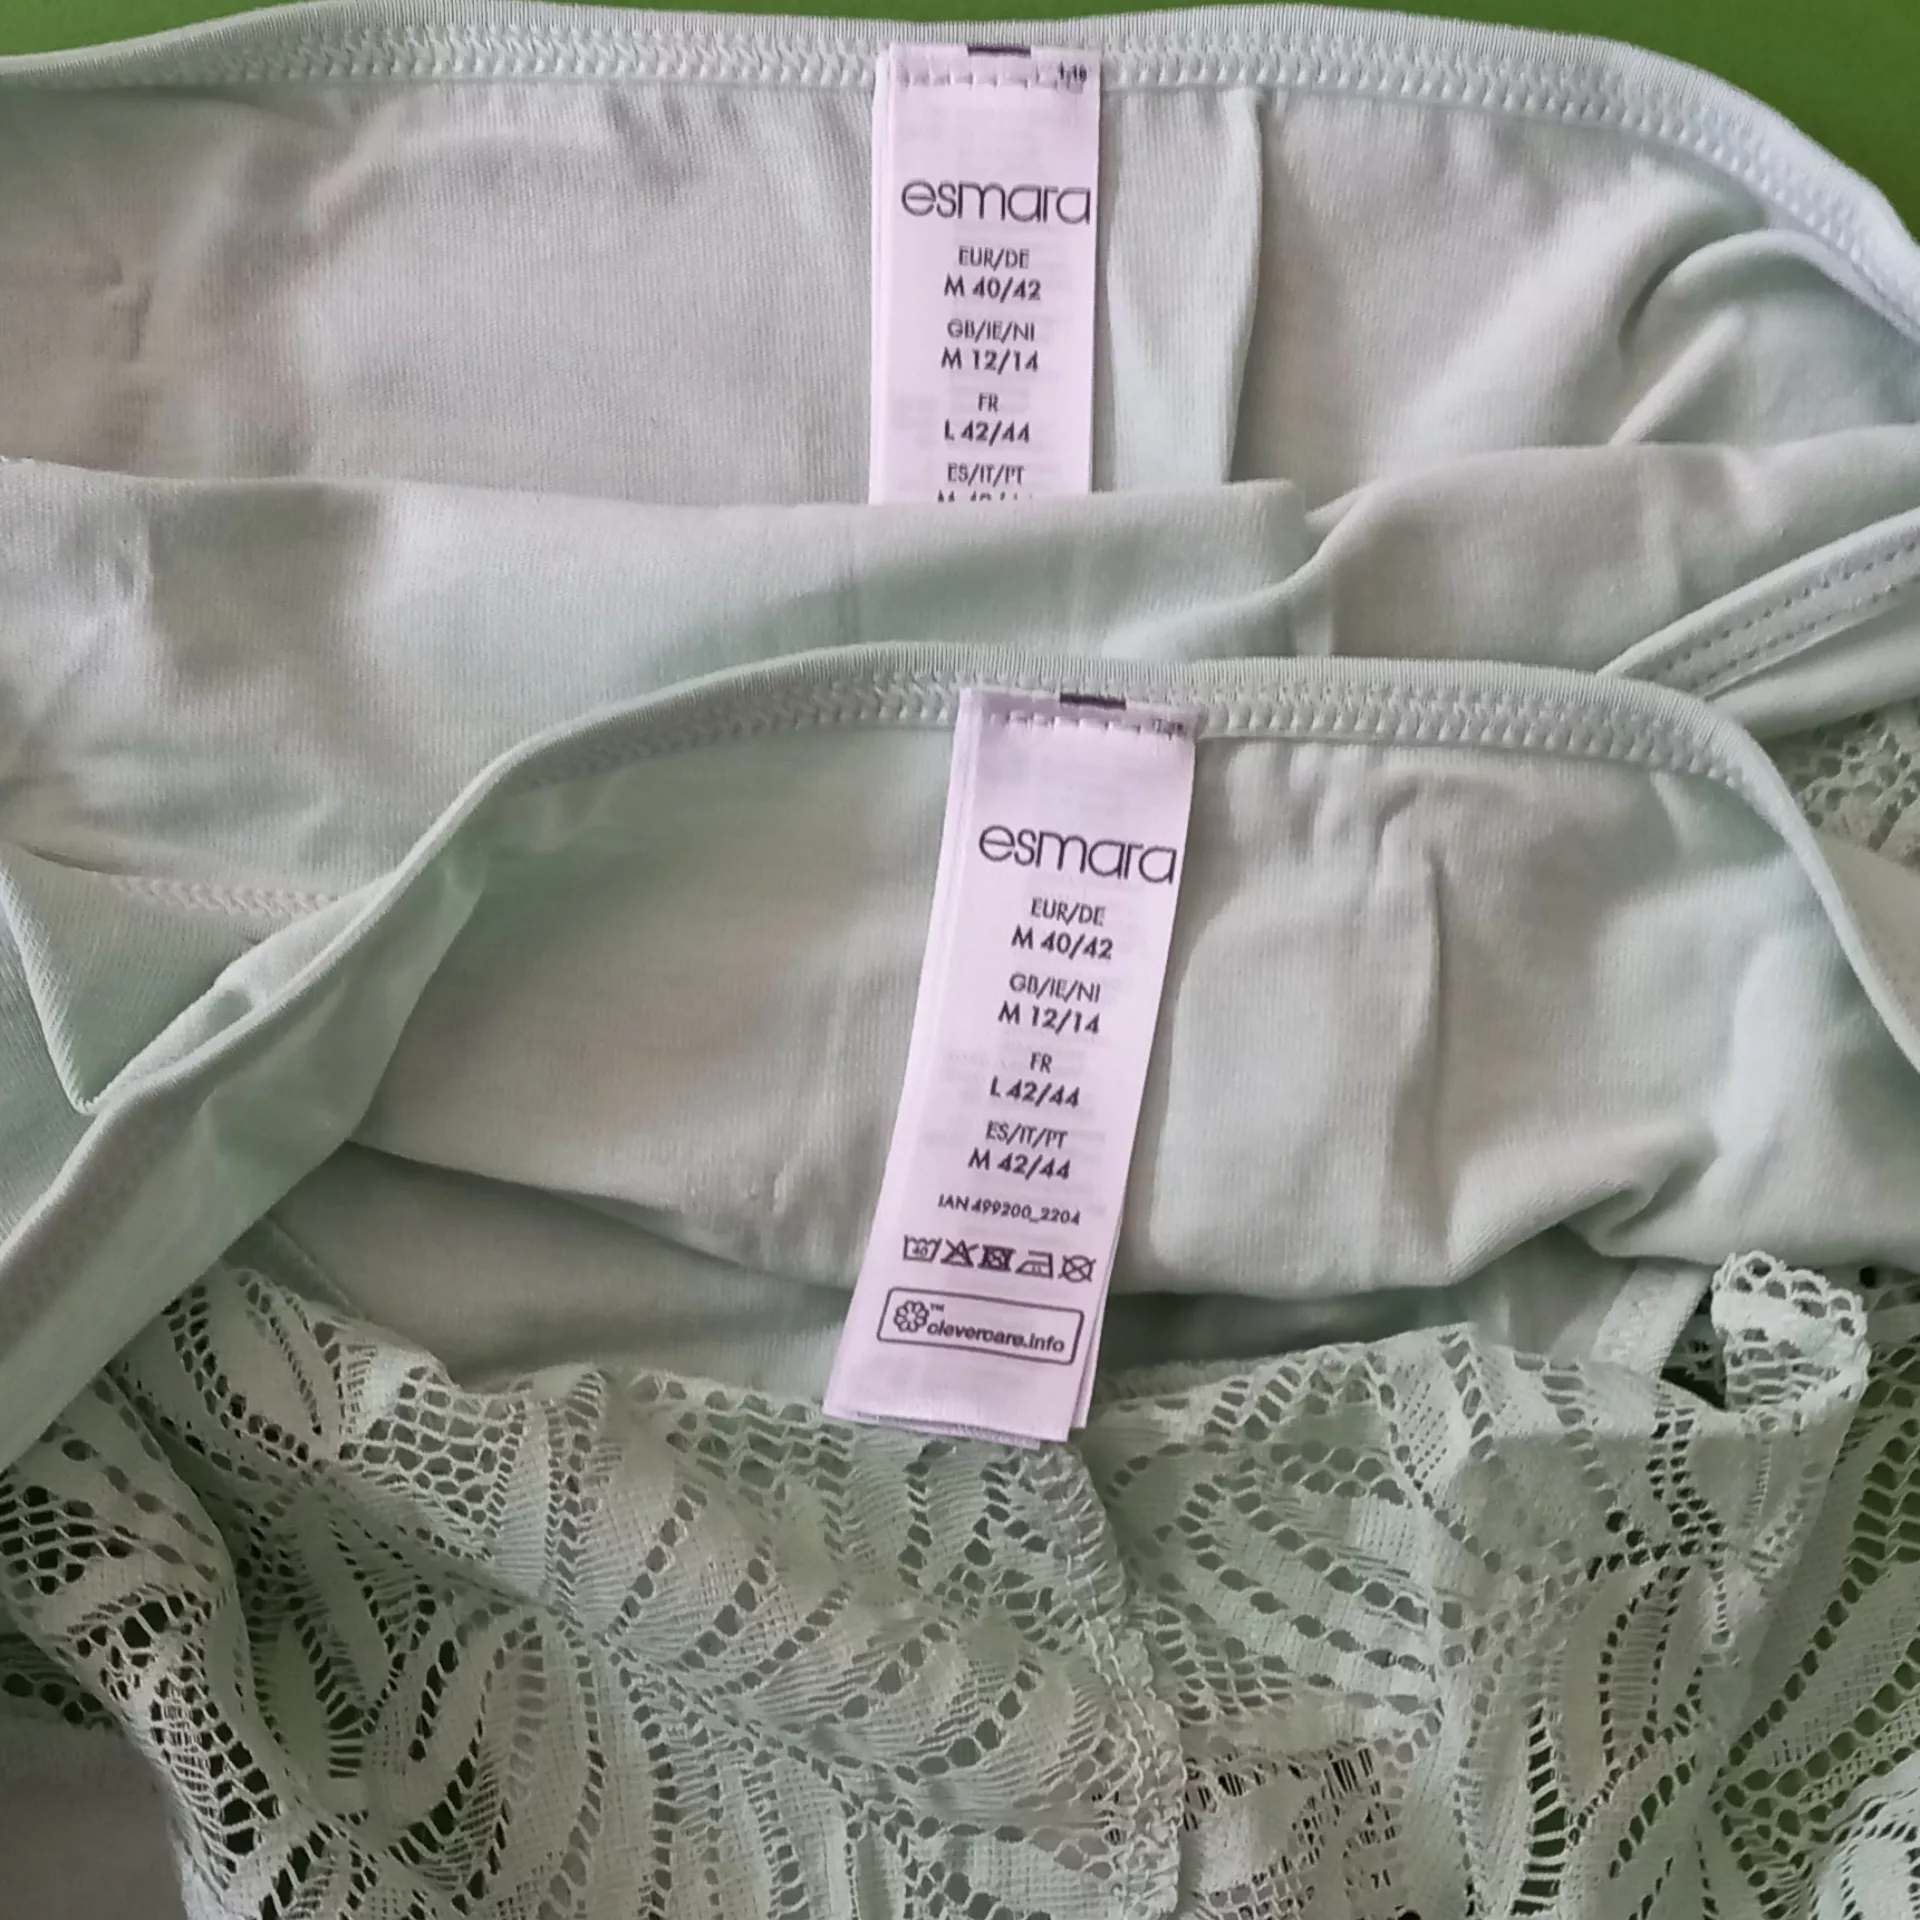 esmara
EUR/DE
M 40/42
GB/IE/NI
M 12/14
FR
L 42/44
ES/IT/PT
esmara
EUR/DE
M 40/42
GB/IE/NI
M 12/14
FR
L 42/44
ES/IT/PT
M 42/44
IAN 499200_2204
40
™
clevercare.info